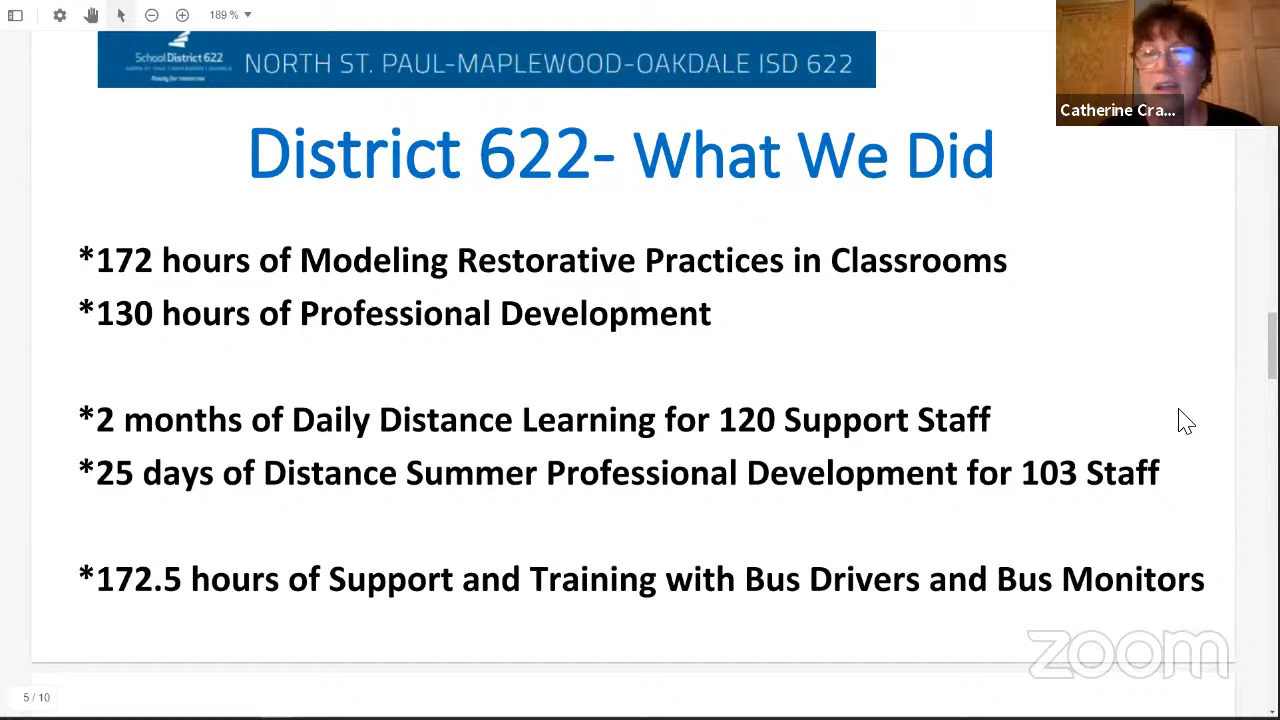 189 %
School District 622
Ready for tomorrow
NORTH ST. PAUL-MAPLEWOOD-OAKDALE ISD 622
Catherine Cra...
District 622- What We Did
*172 hours of Modeling Restorative Practices in Classrooms
*130 hours of Professional Development
*2 months of Daily Distance Learning for 120 Support Staff
*25 days of Distance Summer Professional Development for 103 Staff
*172.5 hours of Support and Training with Bus Drivers and Bus Monitors
zoom
5 / 10